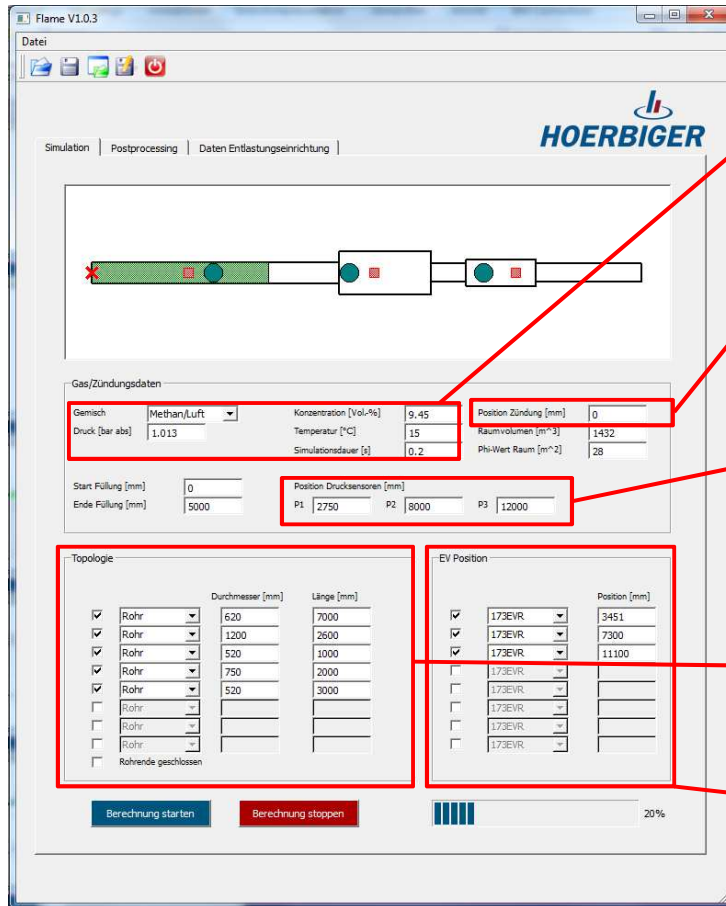 Flame V1.0.3
Datei
HOERBIGER
Simulation Postprocessing Daten Entlastungseinrichtung
Gas/Zündungsdaten
Gemisch Methan/Luft Konzentration [Vol.-%] 9.45 Position Zündung [mm] 0
Druck [bar abs] 1.013 Temperatur [°C] 15 Raumvolumen [m^3] 1432
Simulationsdauer [s] 0.2 Phi-Wert Raum [m^2] 28
Start Füllung [mm] 0 Position Drucksensoren [mm]
Ende Füllung [mm] 5000 P1 2750 P2 8000 P3 12000
Topologie EV Position
Durchmesser [mm] Länge [mm] Position [mm]
Rohr 620 7000 173EVR 3451
Rohr 1200 2600 173EVR 7300
Rohr 520 1000 173EVR 11100
Rohr 750 2000 173EVR
Rohr 520 3000 173EVR
Rohr 173EVR
Rohr 173EVR
Rohr 173EVR
Rohrende geschlossen
Berechnung starten Berechnung stoppen 20%